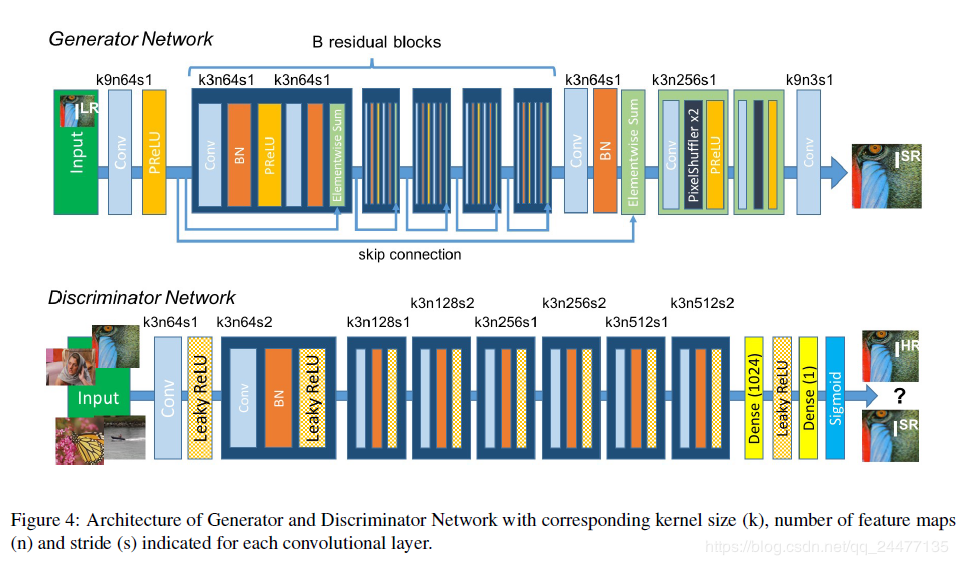 Generator Network
B residual blocks
k9n64s1
k3n64s1
k3n64s1
k3n64s1
k3n256s1
k9n3s1
Input
I LR
Conv
PReLU
Conv
BN
PReLU
Elementwise Sum
Conv
BN
Elementwise Sum
Conv
PixelShuffler x2
PReLU
Conv
I SR
skip connection
Discriminator Network
k3n128s2
k3n256s2
k3n512s2
k3n64s1
k3n64s2
k3n128s1
k3n256s1
k3n512s1
Input
Conv
Leaky ReLU
Conv
BN
Leaky ReLU
Dense (1024)
Leaky ReLU
Dense (1)
Sigmoid
I HR
?
I SR
Figure 4: Architecture of Generator and Discriminator Network with corresponding kernel size (k), number of feature maps
(n) and stride (s) indicated for each convolutional layer.
https://blog.csdn.net/qq_24477135